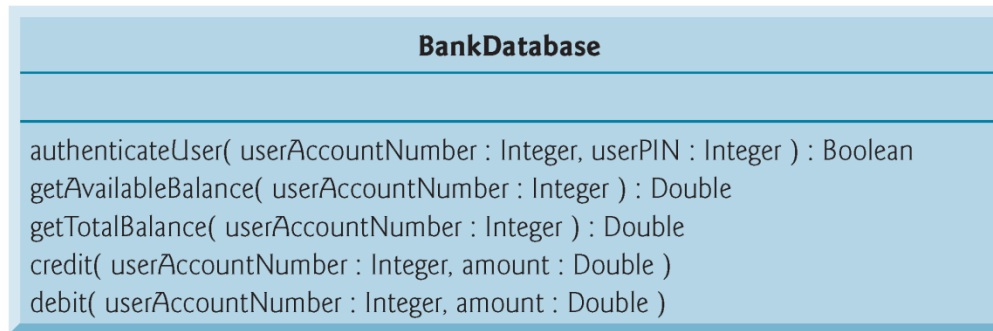 BankDatabase
authenticateUser( userAccountNumber : Integer, userPIN : Integer ) : Boolean
getAvailableBalance( userAccountNumber : Integer ) : Double
getTotalBalance( userAccountNumber : Integer ) : Double
credit( userAccountNumber : Integer, amount : Double )
debit( userAccountNumber : Integer, amount : Double )